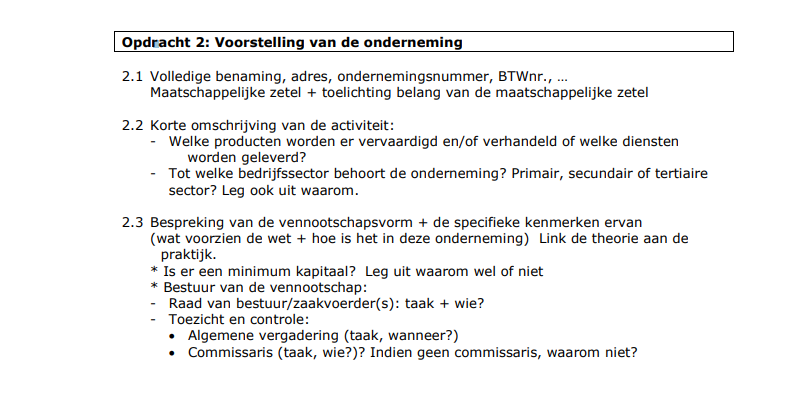 Opdracht 2: Voorstelling van de onderneming
2.1 Volledige benaming, adres, ondernemingsnummer, BTWnr., …
Maatschappelijke zetel + toelichting belang van de maatschappelijke zetel
2.2 Korte omschrijving van de activiteit:
- Welke producten worden er vervaardigd en/of verhandeld of welke diensten
worden geleverd?
- Tot welke bedrijfssector behoort de onderneming? Primair, secundair of tertiaire
sector? Leg ook uit waarom.
2.3 Bespreking van de vennootschapsvorm + de specifieke kenmerken ervan
(wat voorzien de wet + hoe is het in deze onderneming) Link de theorie aan de
praktijk.
* Is er een minimum kapitaal? Leg uit waarom wel of niet
* Bestuur van de vennootschap:
- Raad van bestuur/zaakvoerder(s): taak + wie?
- Toezicht en controle:
• Algemene vergadering (taak, wanneer?)
• Commissaris (taak, wie?)? Indien geen commissaris, waarom niet?